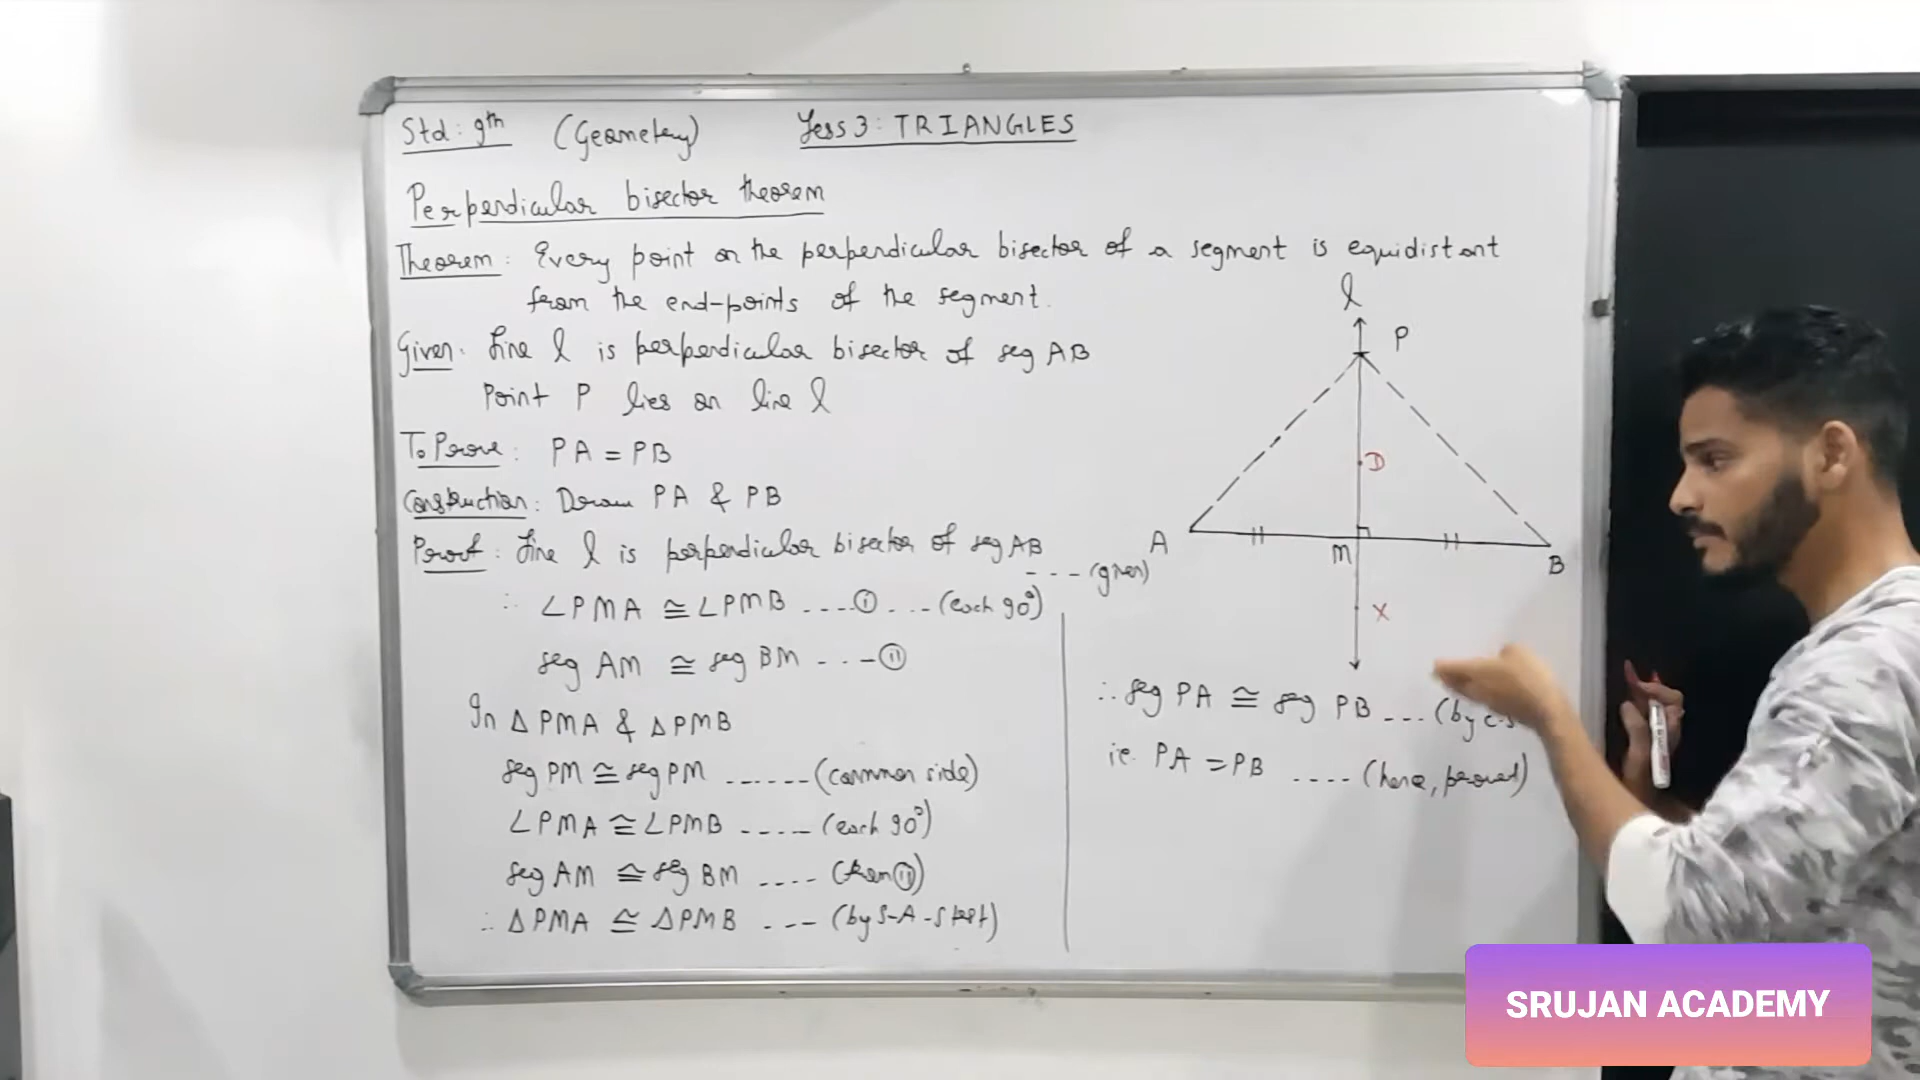 Std: 9th (Geometery) Less 3: TRIANGLES
Perpendicular bisector theorem
Theorem: Every point on the perpendicular bisector of a segment is equidistant
from the end-points of the segment.
Given: Line l is perpendicular bisector of seg AB
Point P lies on line l
To Prove: PA = PB
Construction: Draw PA & PB
Proof: Line l is perpendicular bisector of seg AB
---(given)
∴ ∠PMA ≅ ∠PMB ----① ... (each 90°)
seg AM ≅ seg BM ----⑪
In ΔPMA & ΔPMB
seg PM ≅ seg PM ------(common side)
∠PMA ≅ ∠PMB ----- (each 90°)
seg AM ≅ seg BM ---- (from ⑪)
∴ ΔPMA ≅ ΔPMB ---- (by S-A-S test)
l
P
D
A
M
B
X
∴ seg PA ≅ seg PB ... (by c.s
i.e. PA = PB .... (hence, proved)
SRUJAN ACADEMY